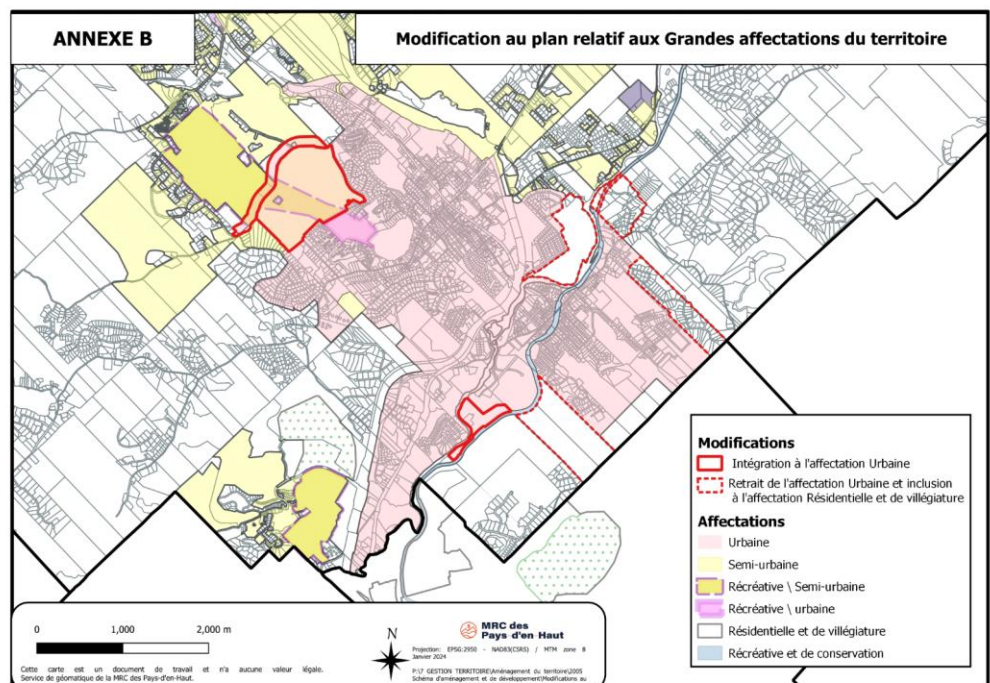 ANNEXE B
Modification au plan relatif aux Grandes affectations du territoire
Modifications
Intégration à l'affectation Urbaine
Retrait de l'affectation Urbaine et inclusion
à l'affectation Résidentielle et de villégiature
Affectations
Urbaine
Semi-urbaine
Récréative \ Semi-urbaine
Récréative \ urbaine
Résidentielle et de villégiature
Récréative et de conservation
0 1,000 2,000 m
Cette carte est un document de travail et n'a aucune valeur légale.
Service de géomatique de la MRC des Pays-d'en-Haut.
N
MRC des
Pays-d'en-Haut
Projection: EPSG:2950 - NAD83(CSRS) / MTM zone 8
Janvier 2024
P:\7 GESTION TERRITOIRE\Aménagement du territoire\2005
Schéma d'aménagement et de développement\Modifications au